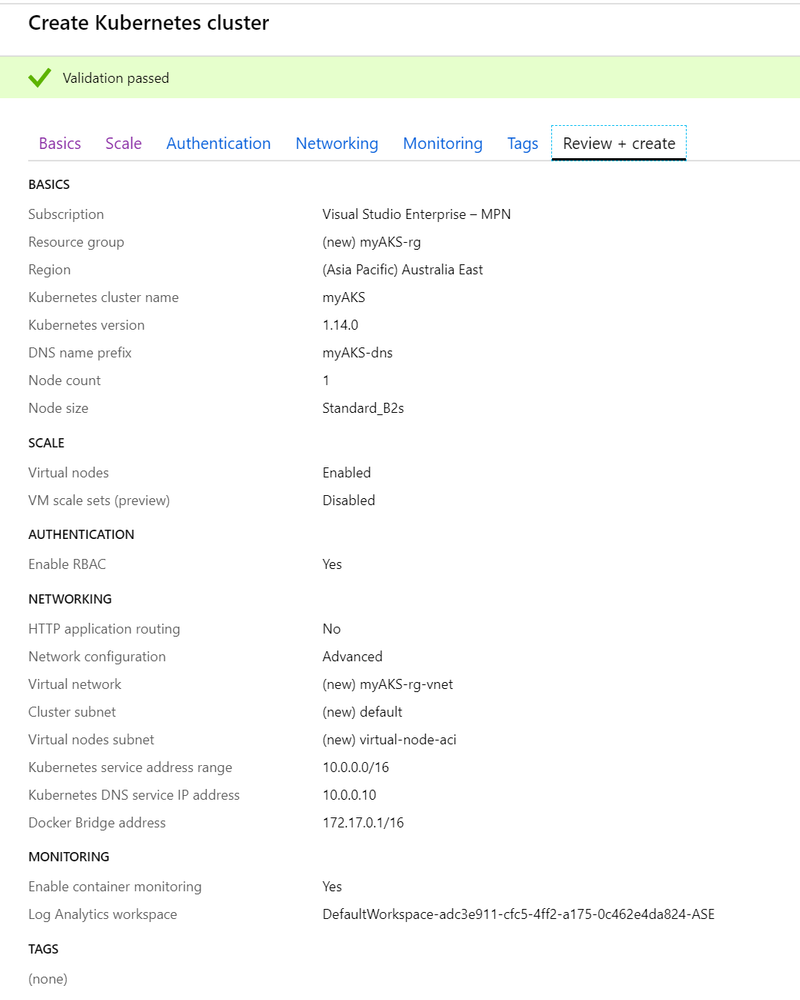 Create Kubernetes cluster
Validation passed
Basics Scale Authentication Networking Monitoring Tags Review + create
BASICS
Subscription Visual Studio Enterprise – MPN
Resource group (new) myAKS-rg
Region (Asia Pacific) Australia East
Kubernetes cluster name myAKS
Kubernetes version 1.14.0
DNS name prefix myAKS-dns
Node count 1
Node size Standard_B2s
SCALE
Virtual nodes Enabled
VM scale sets (preview) Disabled
AUTHENTICATION
Enable RBAC Yes
NETWORKING
HTTP application routing No
Network configuration Advanced
Virtual network (new) myAKS-rg-vnet
Cluster subnet (new) default
Virtual nodes subnet (new) virtual-node-aci
Kubernetes service address range 10.0.0.0/16
Kubernetes DNS service IP address 10.0.0.10
Docker Bridge address 172.17.0.1/16
MONITORING
Enable container monitoring Yes
Log Analytics workspace DefaultWorkspace-adc3e911-cfc5-4ff2-a175-0c462e4da824-ASE
TAGS
(none)